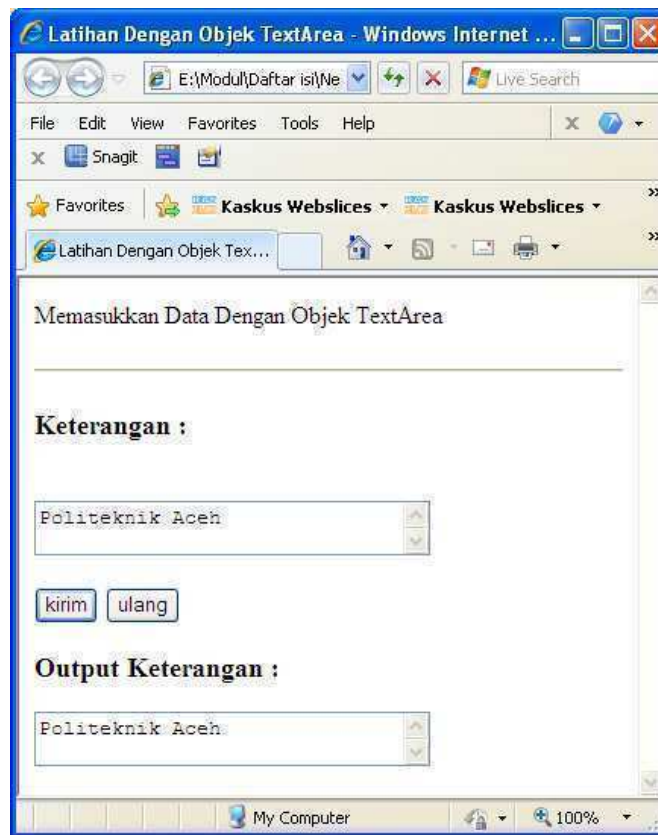 Latihan Dengan Objek TextArea - Windows Internet ...
E:\Modul\Daftar isi\Ne
Live Search
File Edit View Favorites Tools Help
Snagit
Favorites Kaskus Webslices Kaskus Webslices
Latihan Dengan Objek Tex...
Memasukkan Data Dengan Objek TextArea
Keterangan :
Politeknik Aceh
kirim ulang
Output Keterangan :
Politeknik Aceh
My Computer 100%